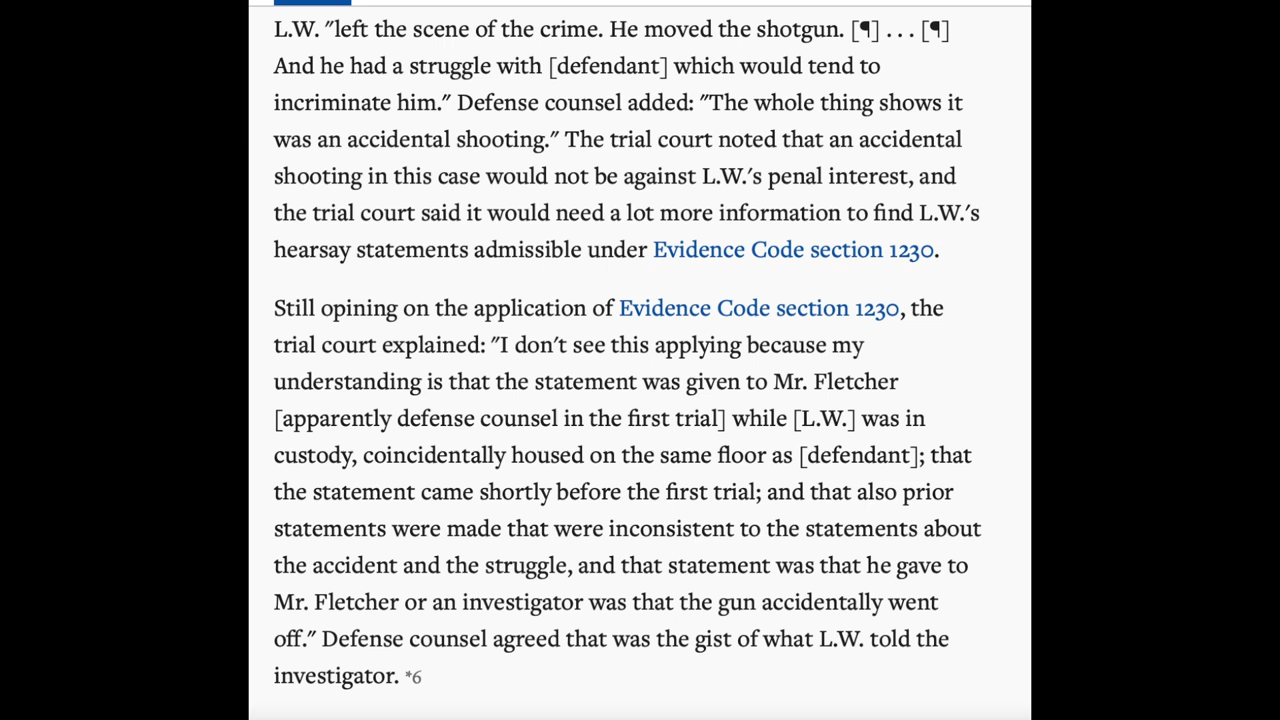 L.W. "left the scene of the crime. He moved the shotgun. [¶] . . . [¶]
And he had a struggle with [defendant] which would tend to
incriminate him." Defense counsel added: "The whole thing shows it
was an accidental shooting." The trial court noted that an accidental
shooting in this case would not be against L.W.'s penal interest, and
the trial court said it would need a lot more information to find L.W.'s
hearsay statements admissible under Evidence Code section 1230.
Still opining on the application of Evidence Code section 1230, the
trial court explained: "I don't see this applying because my
understanding is that the statement was given to Mr. Fletcher
[apparently defense counsel in the first trial] while [L.W.] was in
custody, coincidentally housed on the same floor as [defendant]; that
the statement came shortly before the first trial; and that also prior
statements were made that were inconsistent to the statements about
the accident and the struggle, and that statement was that he gave to
Mr. Fletcher or an investigator was that the gun accidentally went
off." Defense counsel agreed that was the gist of what L.W. told the
investigator. *6